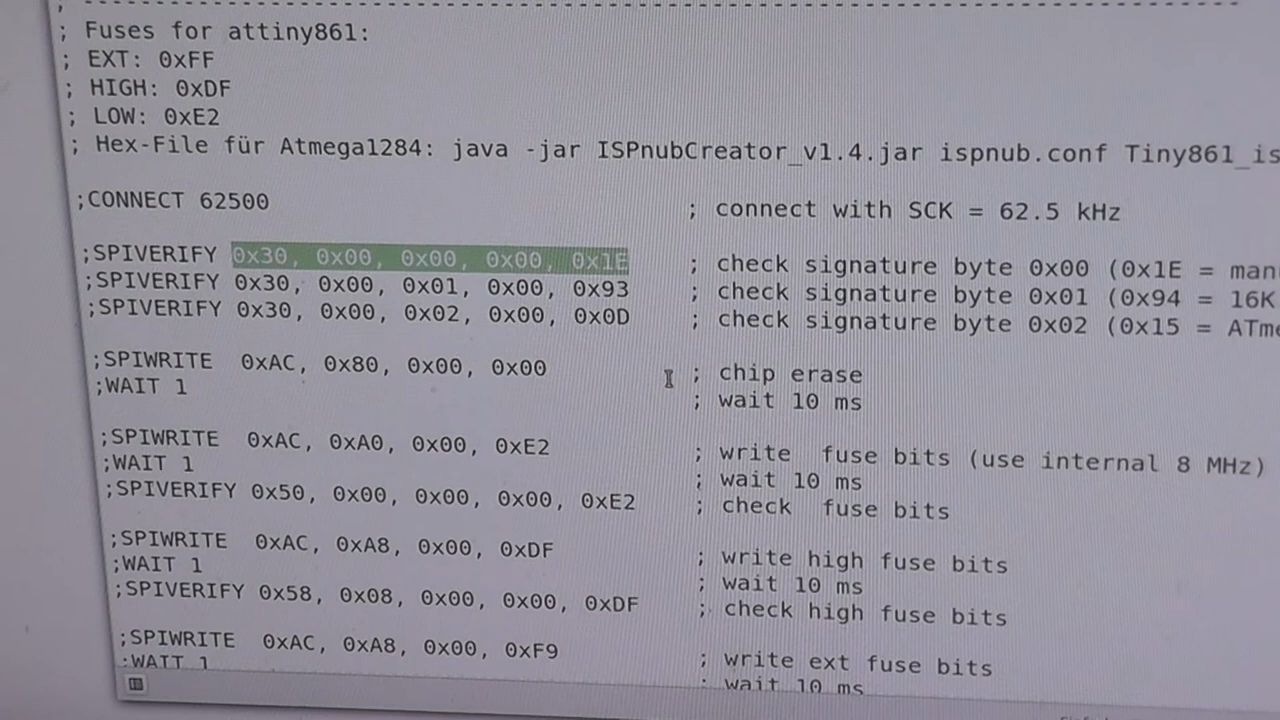 ; ------------------------------------------------------------
; Fuses for attiny861:
; EXT: 0xFF
; HIGH: 0xDF
; LOW: 0xE2
; Hex-File für Atmega1284: java -jar ISPnubCreator_v1.4.jar ispnub.conf Tiny861_is
;CONNECT 62500 ; connect with SCK = 62.5 kHz
;SPIVERIFY 0x30, 0x00, 0x00, 0x00, 0x1E ; check signature byte 0x00 (0x1E = man
;SPIVERIFY 0x30, 0x00, 0x01, 0x00, 0x93 ; check signature byte 0x01 (0x94 = 16K
;SPIVERIFY 0x30, 0x00, 0x02, 0x00, 0x0D ; check signature byte 0x02 (0x15 = ATme
;SPIWRITE 0xAC, 0x80, 0x00, 0x00 ; chip erase
;WAIT 1 ; wait 10 ms
;SPIWRITE 0xAC, 0xA0, 0x00, 0xE2 ; write fuse bits (use internal 8 MHz)
;WAIT 1 ; wait 10 ms
;SPIVERIFY 0x50, 0x00, 0x00, 0x00, 0xE2 ; check fuse bits
;SPIWRITE 0xAC, 0xA8, 0x00, 0xDF ; write high fuse bits
;WAIT 1 ; wait 10 ms
;SPIVERIFY 0x58, 0x08, 0x00, 0x00, 0xDF ; check high fuse bits
;SPIWRITE 0xAC, 0xA8, 0x00, 0xF9 ; write ext fuse bits
;WAIT 1 ; wait 10 ms